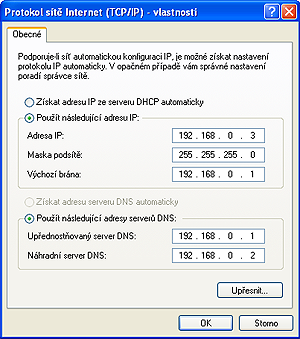 Protokol sítě Internet (TCP/IP) - vlastnosti
Obecné
Podporuje-li síť automatickou konfiguraci IP, je možné získat nastavení
protokolu IP automaticky. V opačném případě vám správné nastavení
poradí správce sítě.
Získat adresu IP ze serveru DHCP automaticky
Použít následující adresu IP:
Adresa IP: 192 . 168 . 0 . 3
Maska podsítě: 255 . 255 . 255 . 0
Výchozí brána: 192 . 168 . 0 . 1
Získat adresu serveru DNS automaticky
Použít následující adresy serverů DNS:
Upřednostňovaný server DNS: 192 . 168 . 0 . 1
Náhradní server DNS: 192 . 168 . 0 . 2
Upřesnit...
OK Storno